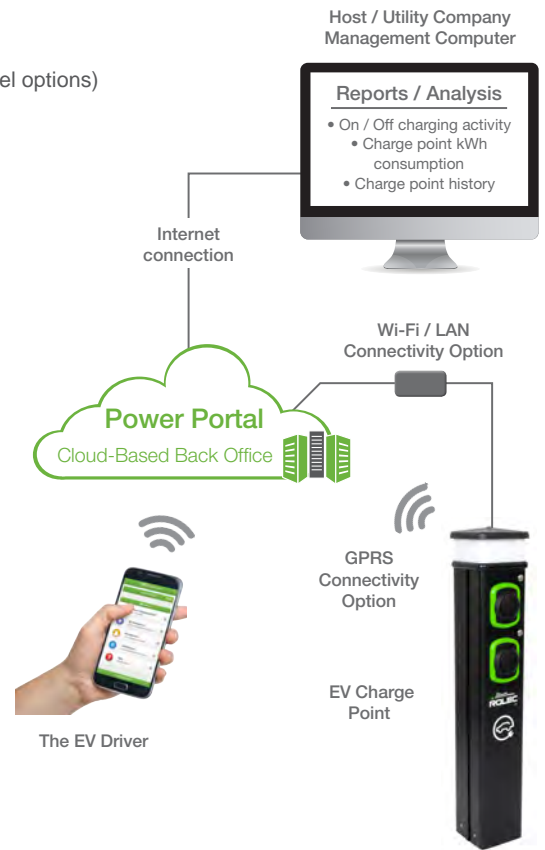 Host / Utility Company
Management Computer
el options)
Reports / Analysis
• On / Off charging activity
• Charge point kWh
consumption
• Charge point history
Internet
connection
Wi-Fi / LAN
Connectivity Option
Power Portal
Cloud-Based Back Office
GPRS
Connectivity
Option
EV Charge
Point
ROLEC
The EV Driver